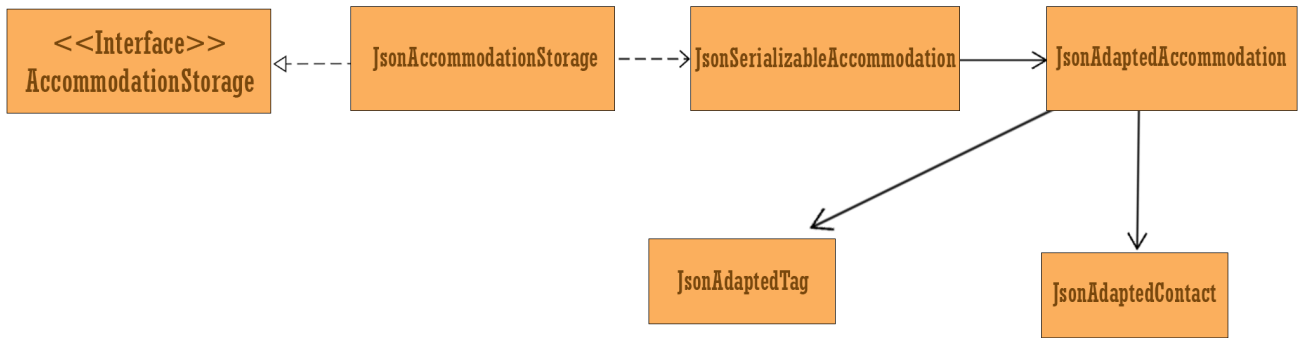 <<Interface>>
AccommodationStorage
JsonAccommodationStorage
JsonSerializableAccommodation
JsonAdaptedAccommodation
JsonAdaptedTag
JsonAdaptedContact